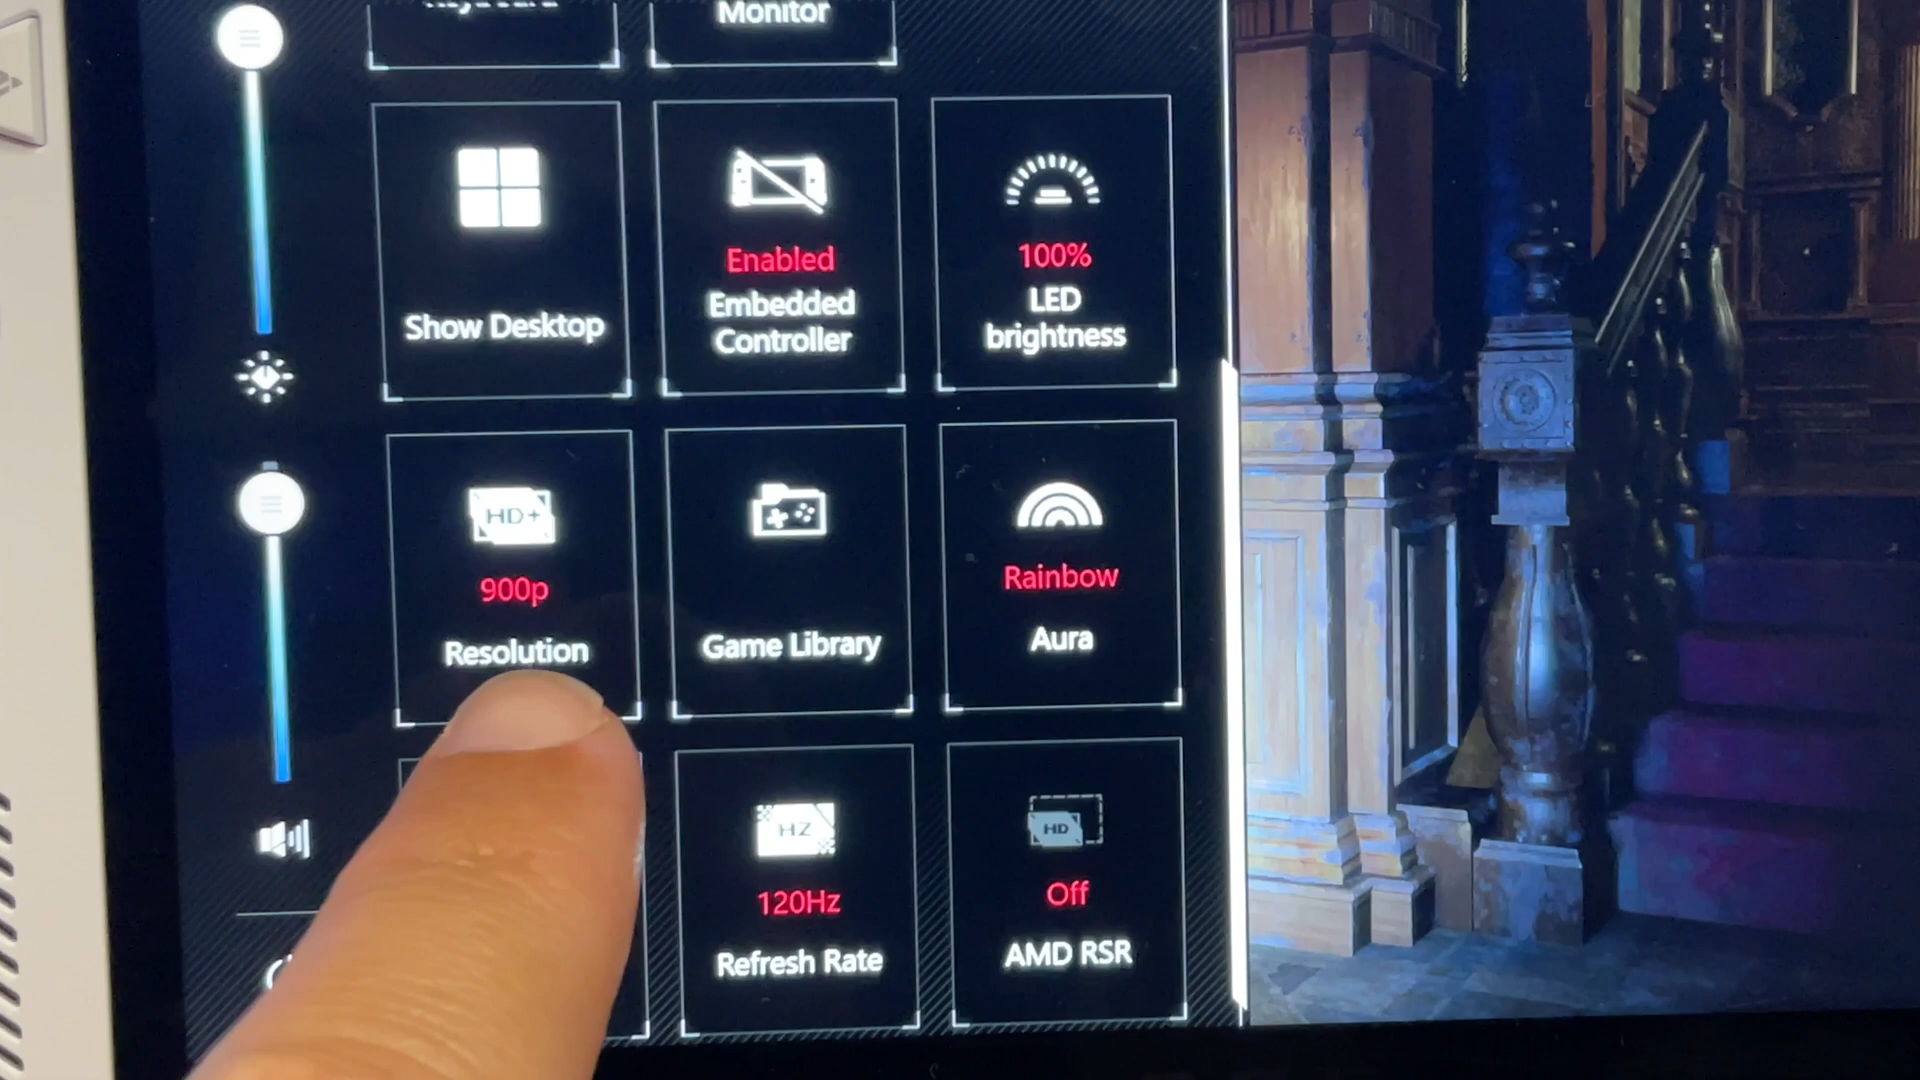 Keyboard
Monitor
Show Desktop
Enabled
Embedded
Controller
100%
LED
brightness
HD+
900p
Resolution
Game Library
Rainbow
Aura
HZ
120Hz
Refresh Rate
HD
Off
AMD RSR